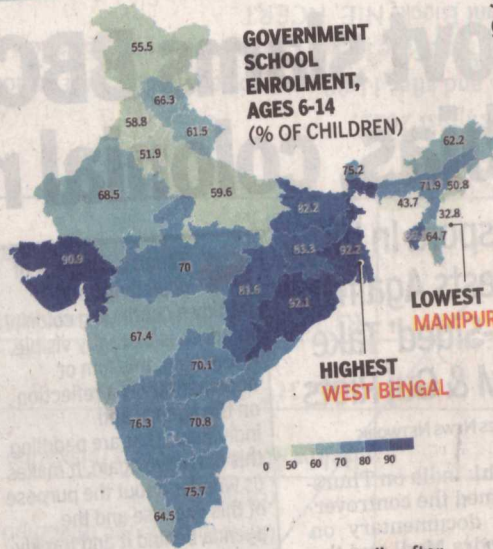 GOVERNMENT
SCHOOL
ENROLMENT,
AGES 6-14
(% OF CHILDREN)
55.5
66.3
58.8
61.5
51.9
68.5
59.6
75.2
62.2
71.9 50.8
43.7
32.8
64.7
82.2
83.3
92.2
90.9
70
81.6
92.1
LOWEST
MANIPUR
67.4
70.1
HIGHEST
WEST BENGAL
76.3
70.8
0 50 60 70 80 90
75.7
64.5